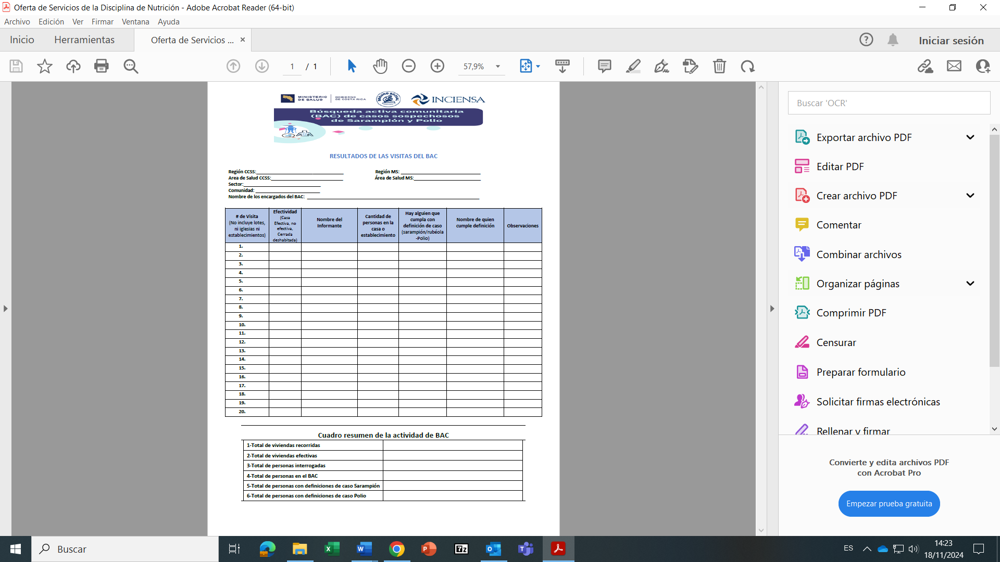 Oferta de Servicios de la Disciplina de Nutrición - Adobe Acrobat Reader (64-bit)
Archivo Edición Ver Firmar Ventana Ayuda
Inicio Herramientas Oferta de Servicios ... × Iniciar sesión
1 / 1 57,9%
MINISTERIO DE SALUD GOBIERNO DE COSTA RICA SEGURO SOCIAL INCIENSA
Búsqueda activa comunitaria
(BAC) de casos sospechosos
de Sarampión y Polio
RESULTADOS DE LAS VISITAS DEL BAC
Región CCSS: Región MS:
Area de Salud CCSS: Área de Salud MS:
Sector:
Comunidad:
Nombre de los encargados del BAC:
# de Visita (No incluye lotes, ni iglesias ni establecimientos)
Efectividad (Casa Efectiva, no efectiva, Cerrada deshabitada)
Nombre del Informante
Cantidad de personas en la casa o establecimiento
Hay alguien que cumpla con definición de caso (sarampión/rubéola -Polio)
Nombre de quien cumple definición
Observaciones
1.
2.
3.
4.
5.
6.
7.
8.
9.
10.
11.
12.
13.
14.
15.
16.
17.
18.
19.
20.
Cuadro resumen de la actividad de BAC
1-Total de viviendas recorridas
2-Total de viviendas efectivas
3-Total de personas interrogadas
4-Total de personas en el BAC
5-Total de personas con definiciones de caso Sarampión
6-Total de personas con definiciones de caso Polio
Buscar 'OCR'
Exportar archivo PDF
Editar PDF
Crear archivo PDF
Comentar
Combinar archivos
Organizar páginas
Comprimir PDF
Censurar
Preparar formulario
Solicitar firmas electrónicas
Rellenar y firmar
Convierte y edita archivos PDF
con Acrobat Pro
Empezar prueba gratuita
Buscar
ES
14:23
18/11/2024